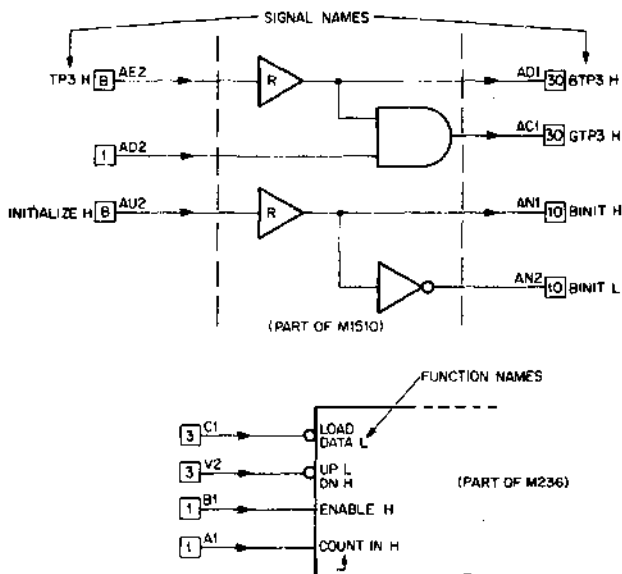 SIGNAL NAMES
TP3 H 8 AE2 R AD1 30 BTP3 H
AC1 30 GTP3 H
1 AD2
INITIALIZE H 8 AU2 R AN1 10 BINIT H
AN2 10 BINIT L
(PART OF M1510)
FUNCTION NAMES
3 C1 LOAD
DATA L
3 V2 UP L
DN H
(PART OF M236)
1 B1 ENABLE H
1 A1 COUNT IN H